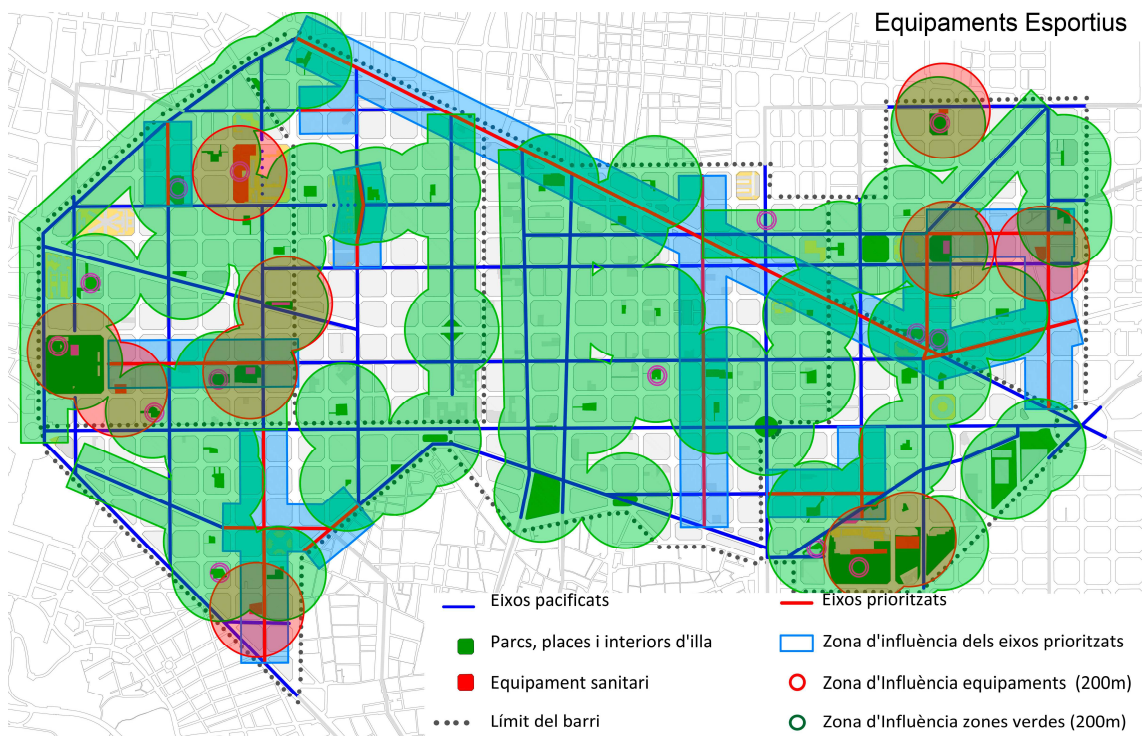 Equipaments Esportius
Eixos pacificats
Eixos prioritzats
Parcs, places i interiors d'illa
Zona d'influència dels eixos prioritzats
Equipament sanitari
Zona d'Influència equipaments (200m)
Límit del barri
Zona d'Influència zones verdes (200m)